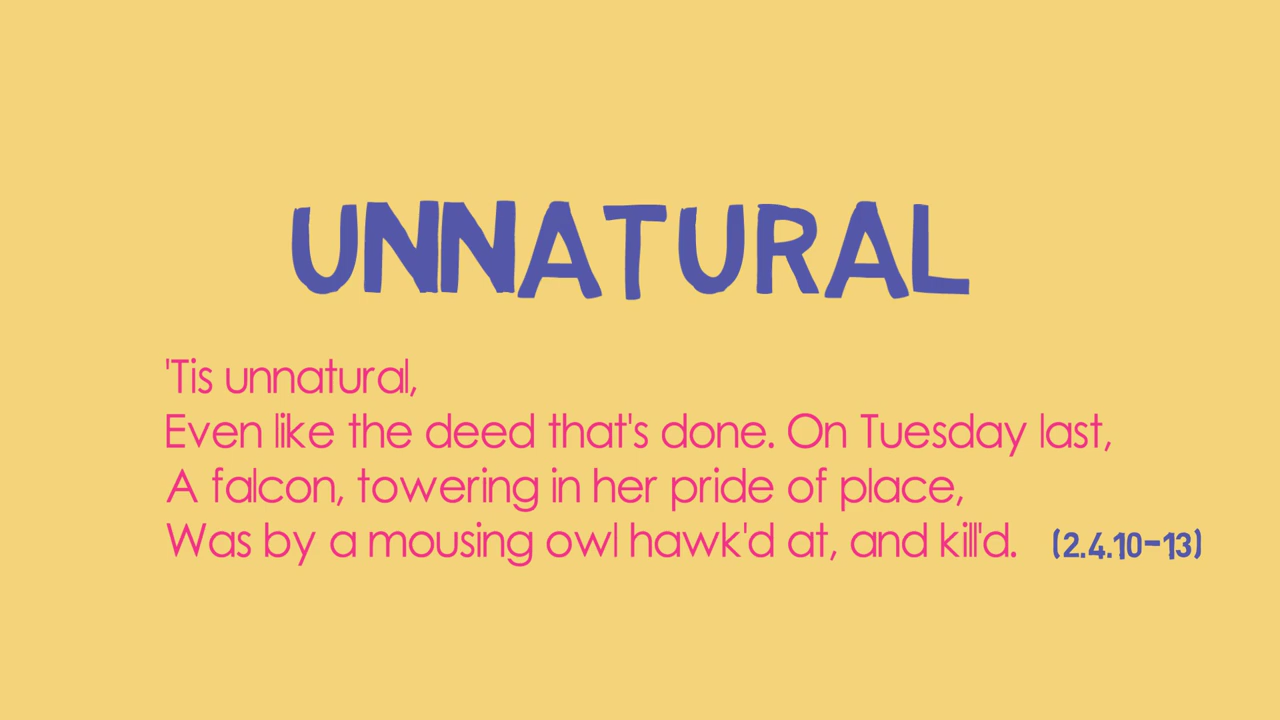 UNNATURAL
'Tis unnatural,
Even like the deed that's done. On Tuesday last,
A falcon, towering in her pride of place,
Was by a mousing owl hawk'd at, and kill'd. (2.4.10-13)